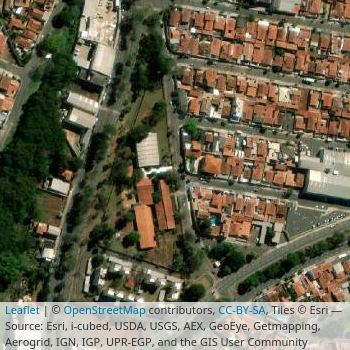 Leaflet | © OpenStreetMap contributors, CC-BY-SA, Tiles © Esri —
Source: Esri, i-cubed, USDA, USGS, AEX, GeoEye, Getmapping,
Aerogrid, IGN, IGP, UPR-EGP, and the GIS User Community